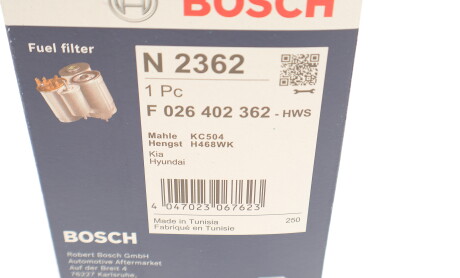 BOSCH
Fuel filter
N 2362
1 Pc
F 026 402 362 - HWS
Mahle KC504
Hengst H468WK
Kia
Hyundai
4 047023 067623
Made in Tunisia 250
Fabriqué en Tunisie
BOSCH
Robert Bosch GmbH
Automotive Aftermarket
Auf der Breit 4
76227 Karlsruhe,